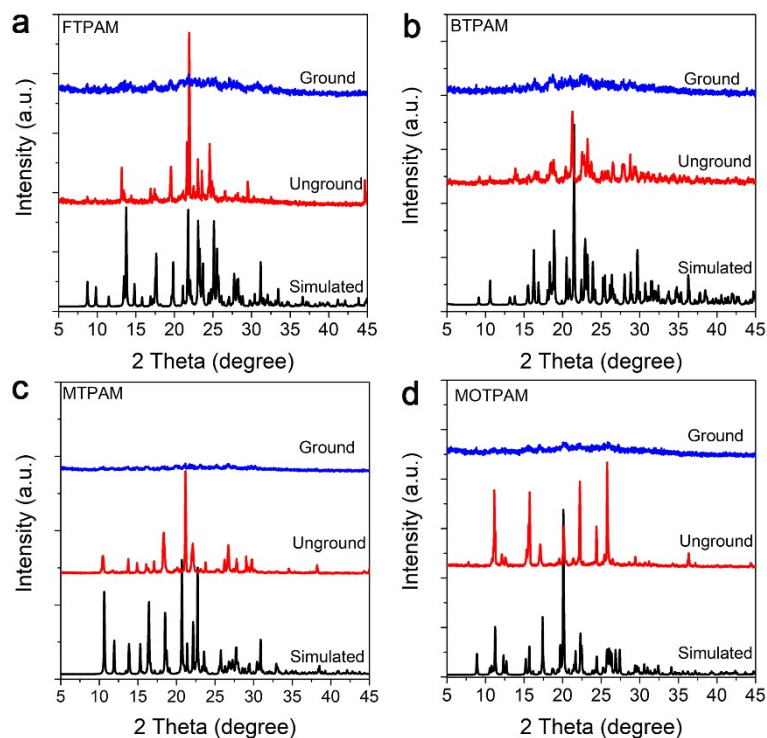 a
FTPAM
Ground
Unground
Simulated
Intensity (a.u.)
5 10 15 20 25 30 35 40 45
2 Theta (degree)
b
BTPAM
Ground
Unground
Simulated
Intensity (a.u.)
5 10 15 20 25 30 35 40 45
2 Theta (degree)
c
MTPAM
Ground
Unground
Simulated
Intensity (a.u.)
5 10 15 20 25 30 35 40 45
2 Theta (degree)
d
MOTPAM
Ground
Unground
Simulated
Intensity (a.u.)
5 10 15 20 25 30 35 40 45
2 Theta (degree)